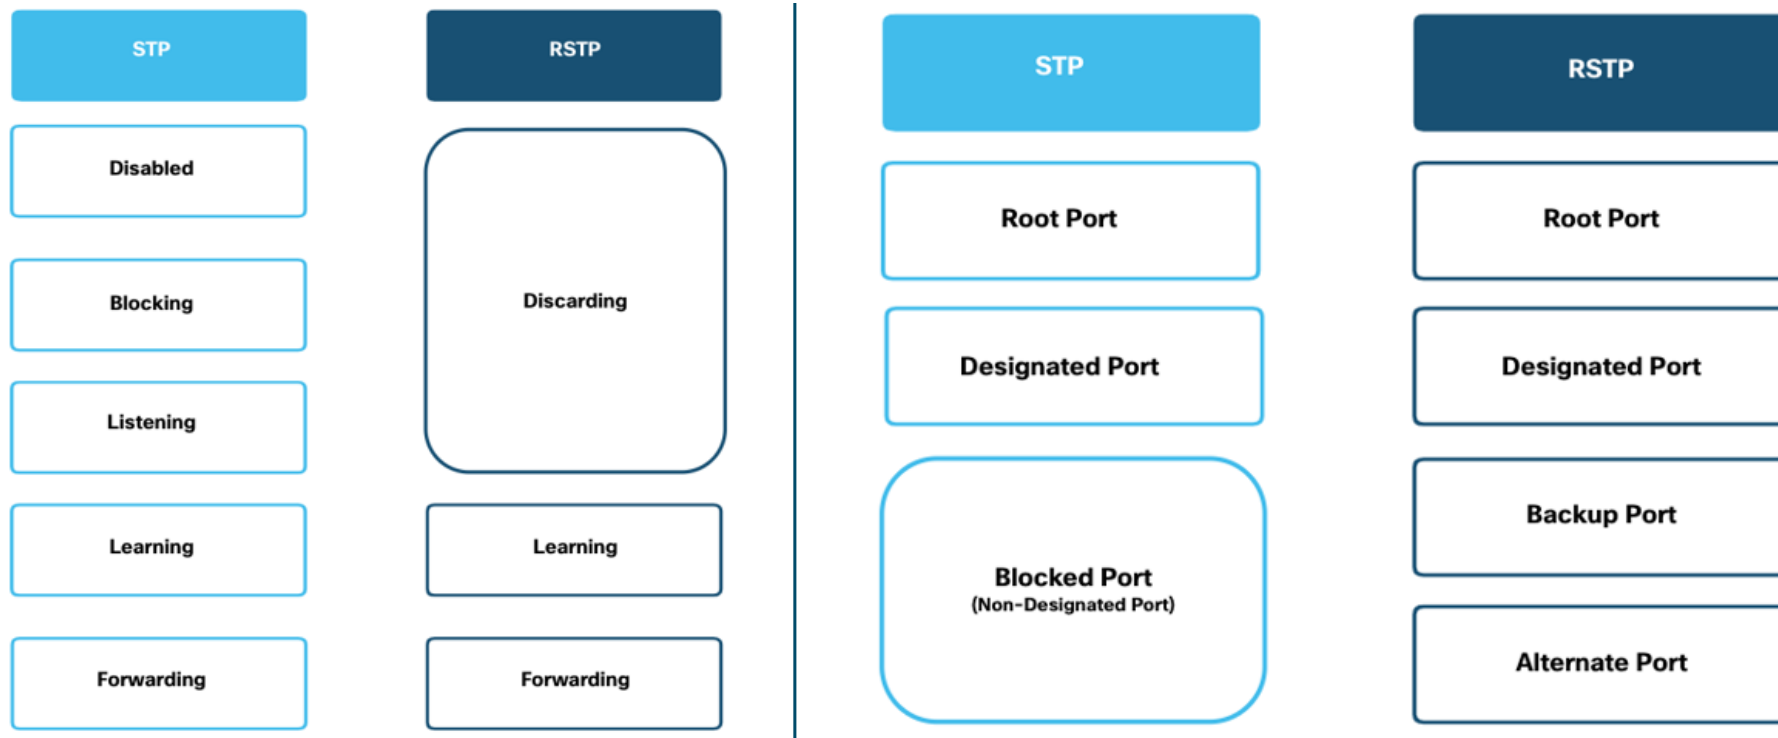 STP
RSTP
Disabled
Blocking
Listening
Learning
Forwarding
Discarding
Learning
Forwarding
STP
RSTP
Root Port
Designated Port
Blocked Port
(Non-Designated Port)
Root Port
Designated Port
Backup Port
Alternate Port